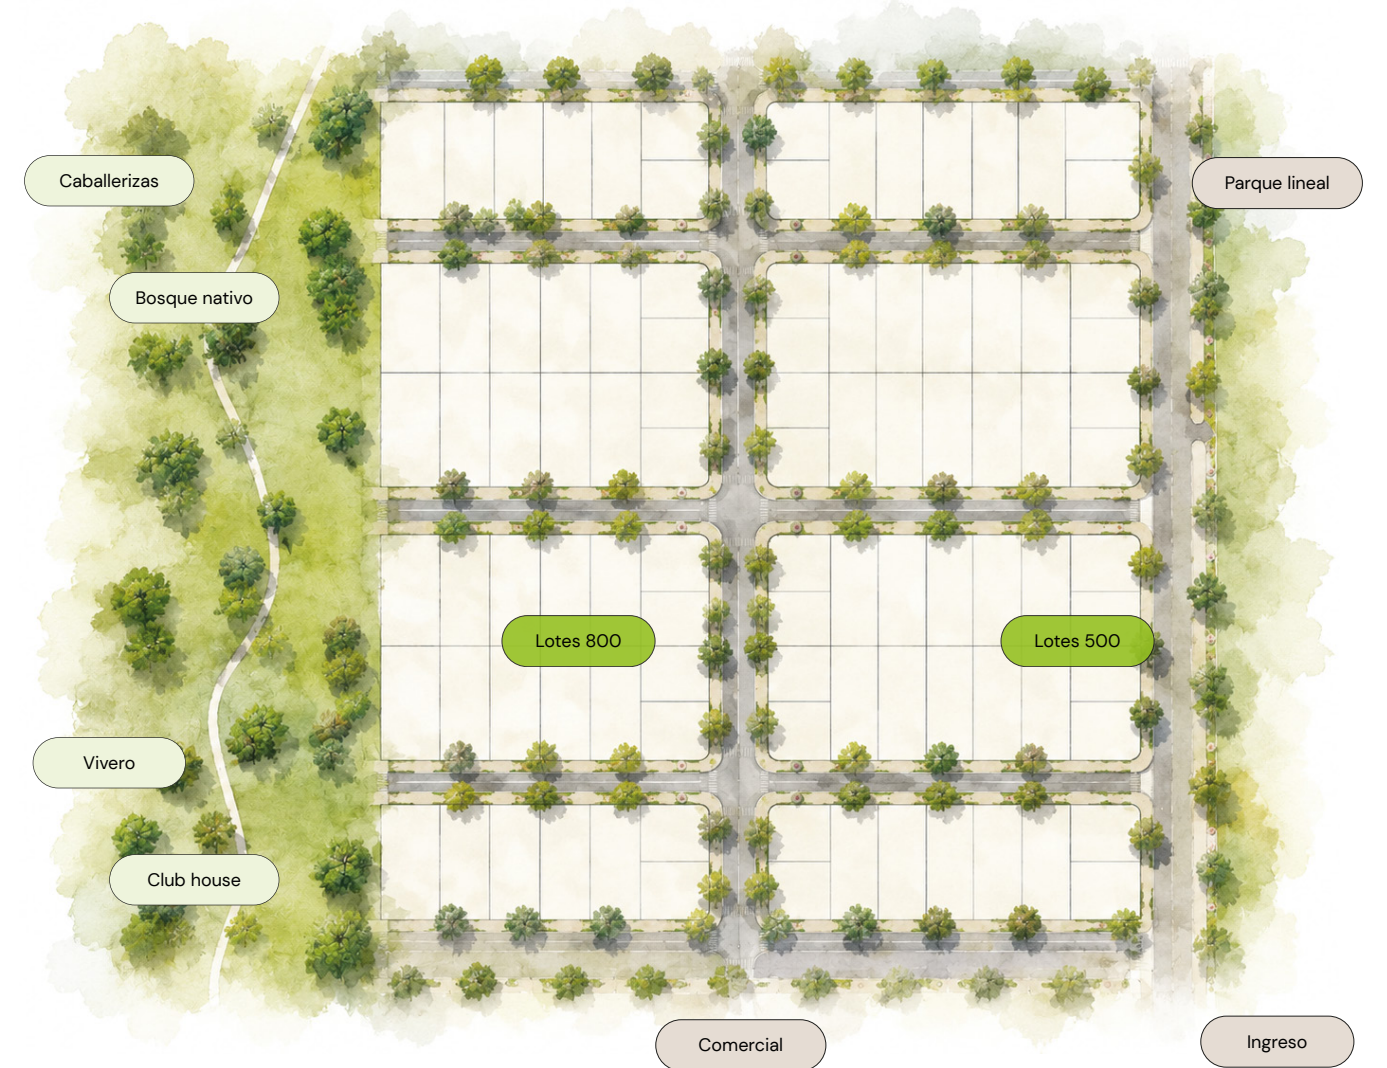 Caballerizas
Parque lineal
Bosque nativo
Lotes 800
Lotes 500
Vivero
Club house
Comercial
Ingreso